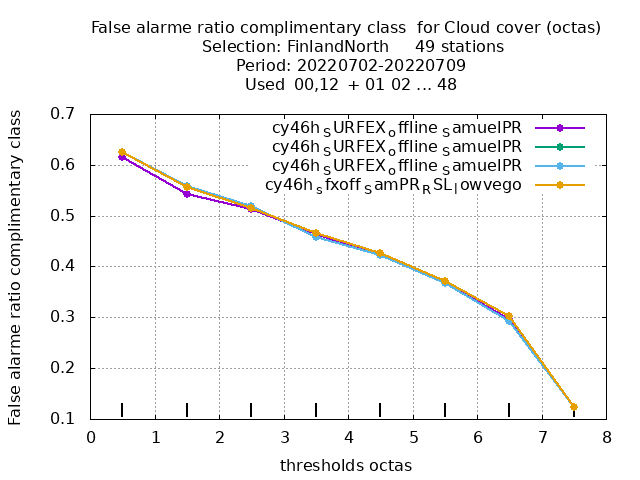 False alarme ratio complimentary class  for Cloud cover (octas)
Selection: FinlandNorth     49 stations
Period: 20220702-20220709
Used  00,12  + 01 02 ... 48
False alarme ratio complimentary class
0.7
0.6
0.5
0.4
0.3
0.2
0.1
cy46h_SURFEX_offline_SamuelPR
cy46h_SURFEX_offline_SamuelPR
cy46h_SURFEX_offline_SamuelPR
cy46h_sfxoff_SamPR_RSL_lowvego
0 1 2 3 4 5 6 7 8
thresholds octas